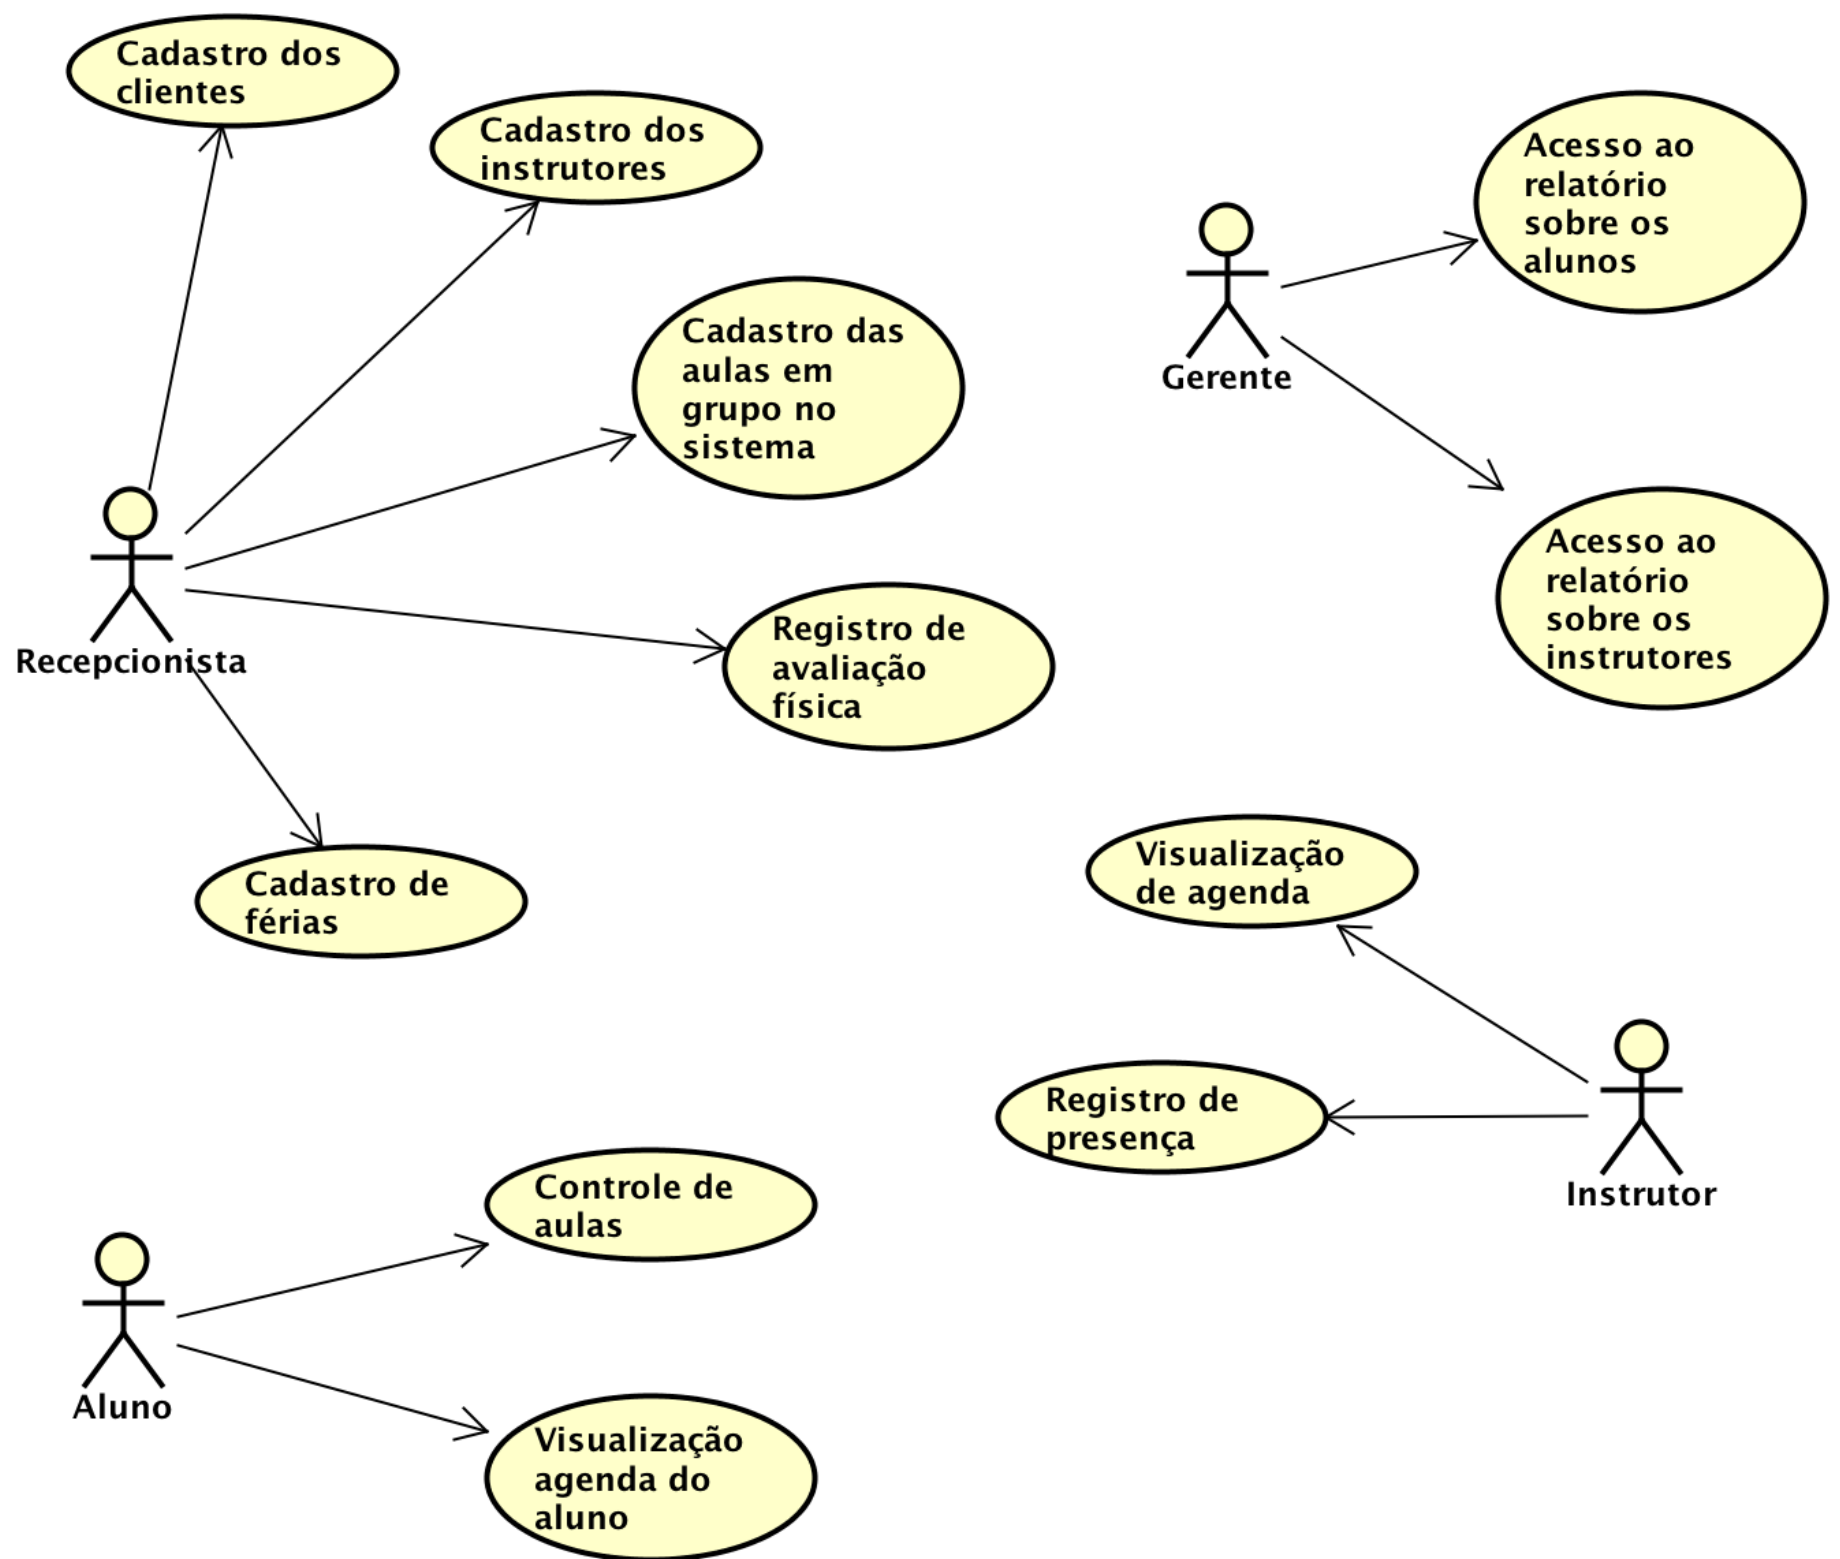 Cadastro dos
clientes
Cadastro dos
instrutores
Cadastro das
aulas em
grupo no
sistema
Recepcionista
Registro de
avaliação
física
Cadastro de
férias
Acesso ao
relatório
sobre os
alunos
Gerente
Acesso ao
relatório
sobre os
instrutores
Visualização
de agenda
Registro de
presença
Instrutor
Controle de
aulas
Aluno
Visualização
agenda do
aluno